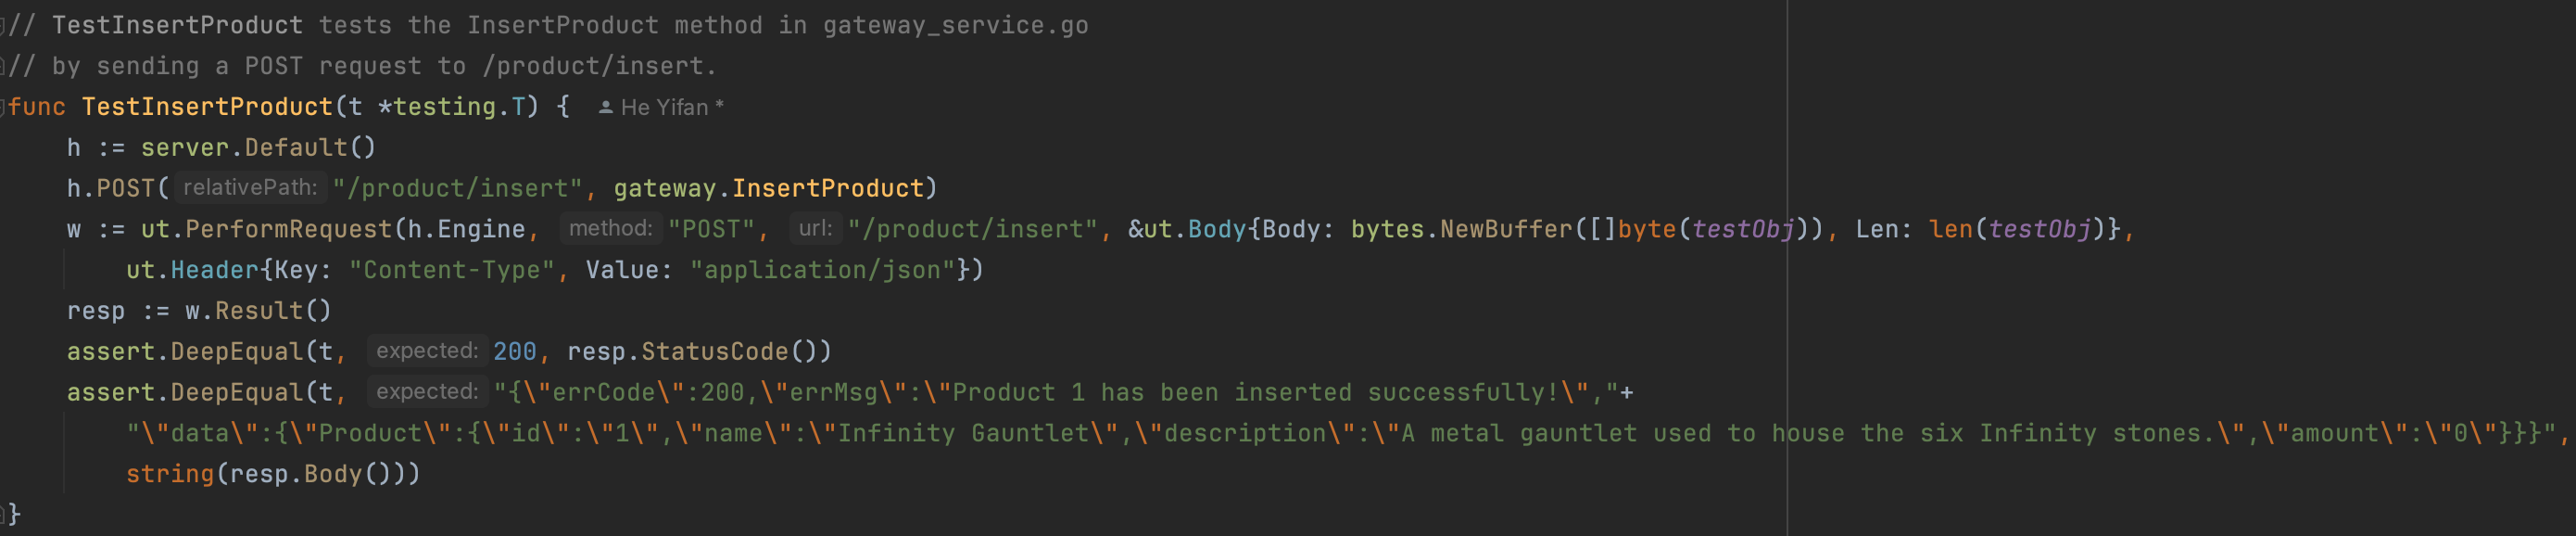 // TestInsertProduct tests the InsertProduct method in gateway_service.go
// by sending a POST request to /product/insert.
func TestInsertProduct(t *testing.T) {  He Yifan *
    h := server.Default()
    h.POST( relativePath: "/product/insert", gateway.InsertProduct)
    w := ut.PerformRequest(h.Engine, method: "POST", url: "/product/insert", &ut.Body{Body: bytes.NewBuffer([]byte(testObj)), Len: len(testObj)},
        ut.Header{Key: "Content-Type", Value: "application/json"})
    resp := w.Result()
    assert.DeepEqual(t, expected: 200, resp.StatusCode())
    assert.DeepEqual(t, expected: "{\"errCode\":200,\"errMsg\":\"Product 1 has been inserted successfully!\","+
        "\"data\":{\"Product\":{\"id\":\"1\",\"name\":\"Infinity Gauntlet\",\"description\":\"A metal gauntlet used to house the six Infinity stones.\",\"amount\":\"0\"}}}",
        string(resp.Body()))
}